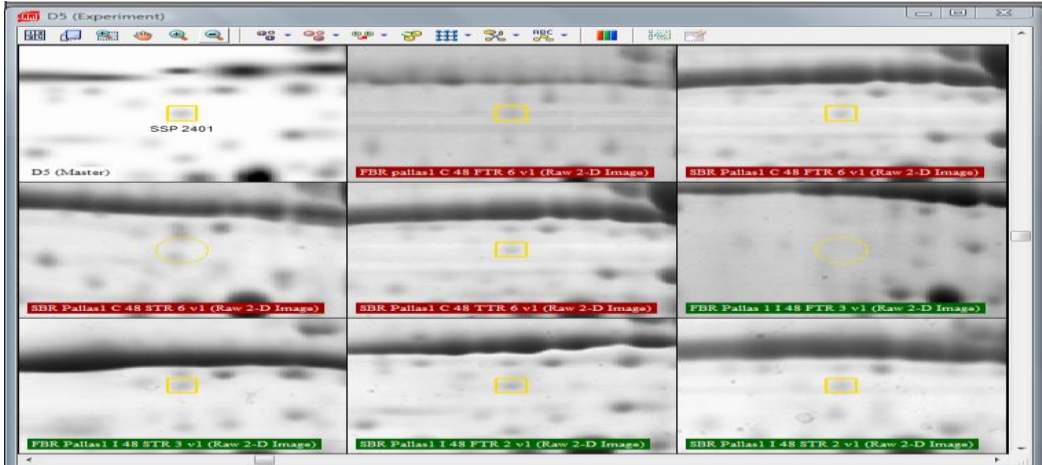 D5 (Experiment)
ABC
SSP 2401
D5 (Master)
FBR pallas1 C 48 FTR 6 v1 (Raw 2-D Image)
SBR Pallas1 C 48 FTR 6 v1 (Raw 2-D Image)
SBR Pallas1 C 48 STR 6 v1 (Raw 2-D Image)
SBR Pallas1 C 48 TTR 6 v1 (Raw 2-D Image)
FBR Pallas 1 I 48 FTR 3 v1 (Raw 2-D Image)
FBR Pallas1 I 48 STR 3 v1 (Raw 2-D Image)
SBR Pallas1 I 48 FTR 2 v1 (Raw 2-D Image)
SBR Pallas1 I 48 STR 2 v1 (Raw 2-D Image)